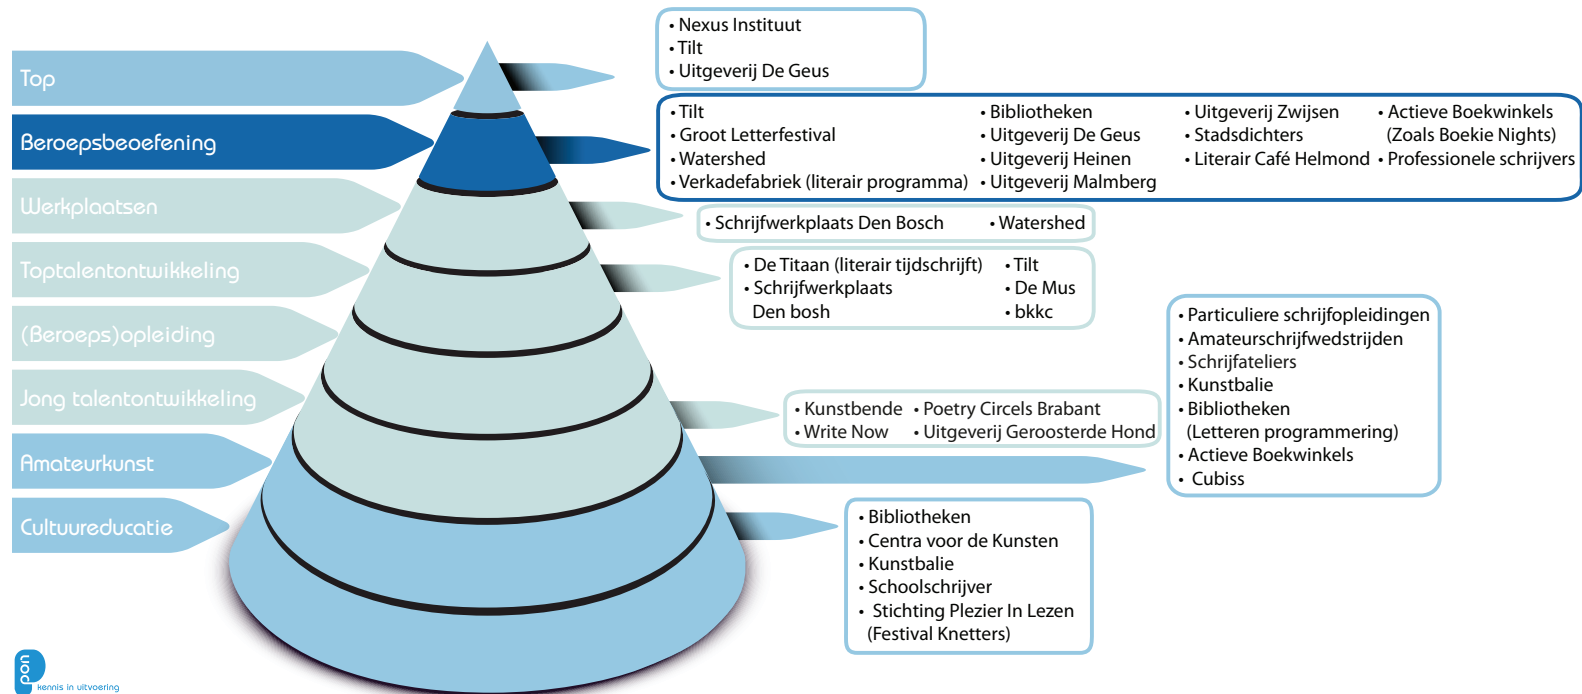 Top
• Nexus Instituut
• Tilt
• Uitgeverij De Geus
Beroepsbeoefening
• Tilt
• Groot Letterfestival
• Watershed
• Verkadefabriek (literair programma)
• Bibliotheken
• Uitgeverij De Geus
• Uitgeverij Heinen
• Uitgeverij Malmberg
• Uitgeverij Zwijsen
• Stadsdichters
• Literair Café Helmond
• Actieve Boekwinkels
(Zoals Boekie Nights)
• Professionele schrijvers
Werkplaatsen
• Schrijfwerkplaats Den Bosch
• Watershed
Toptalentontwikkeling
• De Titaan (literair tijdschrift)
• Schrijfwerkplaats
Den bosh
• Tilt
• De Mus
• bkkc
(Beroeps)opleiding
Jong talentontwikkeling
• Kunstbende
• Write Now
• Poetry Circels Brabant
• Uitgeverij Geroosterde Hond
Amateurkunst
• Particuliere schrijfopleidingen
• Amateurschrijfwedstrijden
• Schrijfateliers
• Kunstbalie
• Bibliotheken
(Letteren programmering)
• Actieve Boekwinkels
• Cubiss
Cultuureducatie
• Bibliotheken
• Centra voor de Kunsten
• Kunstbalie
• Schoolschrijver
• Stichting Plezier In Lezen
(Festival Knetters)
pon
kennis in uitvoering